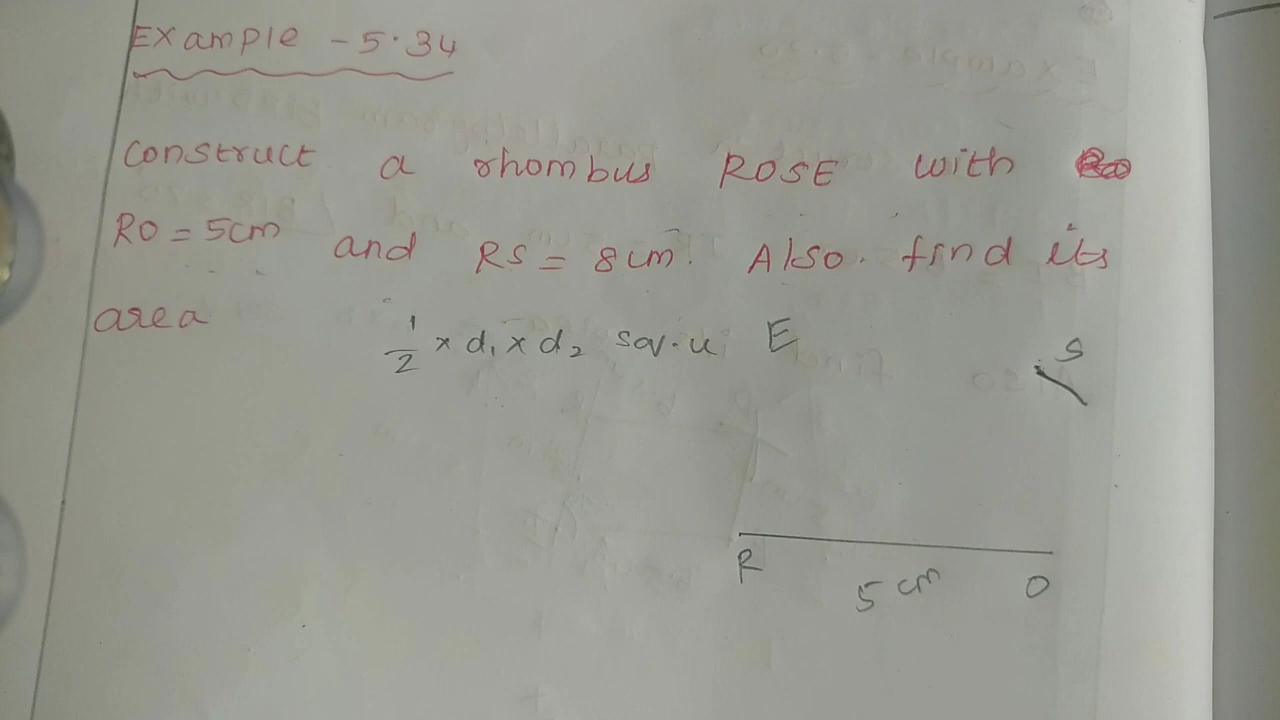 Example - 5.34
construct a rhombus ROSE with
RO = 5cm and RS = 8cm. Also. find its
area
1/2 × d₁ × d₂ sqr.u E
S
R 5 cm O